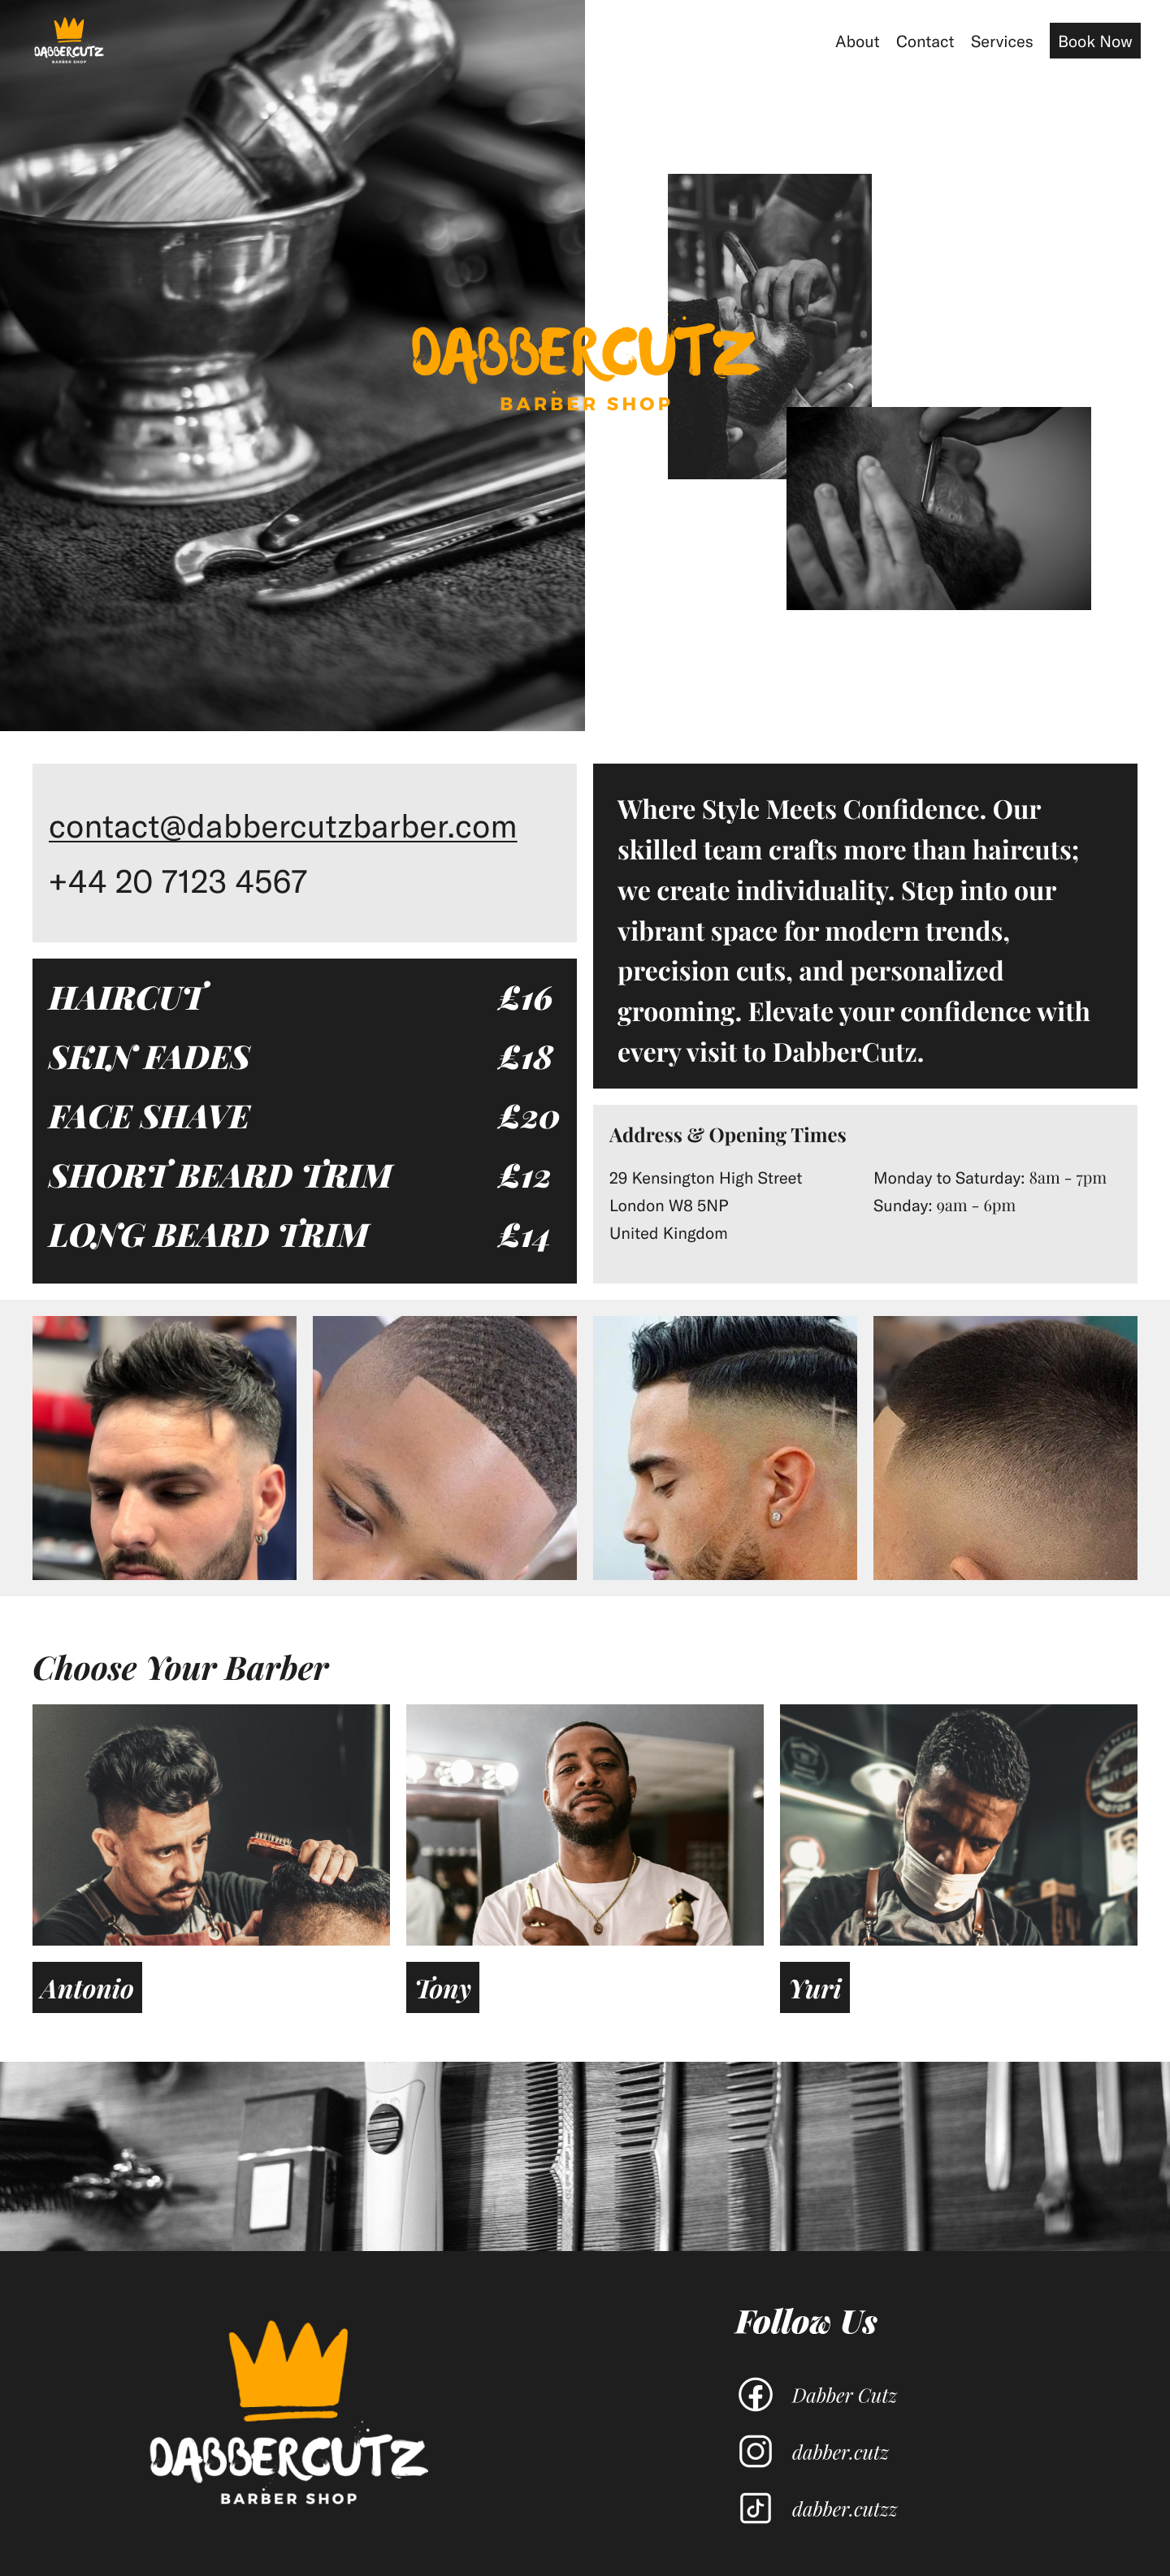 DABBERCUTZ
BARBER SHOP
About Contact Services Book Now
DABBERCUTZ
BARBER SHOP
contact@dabbercutzbarber.com
+44 20 7123 4567
HAIRCUT £16
SKIN FADES £18
FACE SHAVE £20
SHORT BEARD TRIM £12
LONG BEARD TRIM £14
Where Style Meets Confidence. Our
skilled team crafts more than haircuts;
we create individuality. Step into our
vibrant space for modern trends,
precision cuts, and personalized
grooming. Elevate your confidence with
every visit to DabberCutz.
Address & Opening Times
29 Kensington High Street
London W8 5NP
United Kingdom
Monday to Saturday: 8am - 7pm
Sunday: 9am - 6pm
Choose Your Barber
Antonio
Tony
Yuri
DABBERCUTZ
BARBER SHOP
Follow Us
Dabber Cutz
dabber.cutz
dabber.cutzz